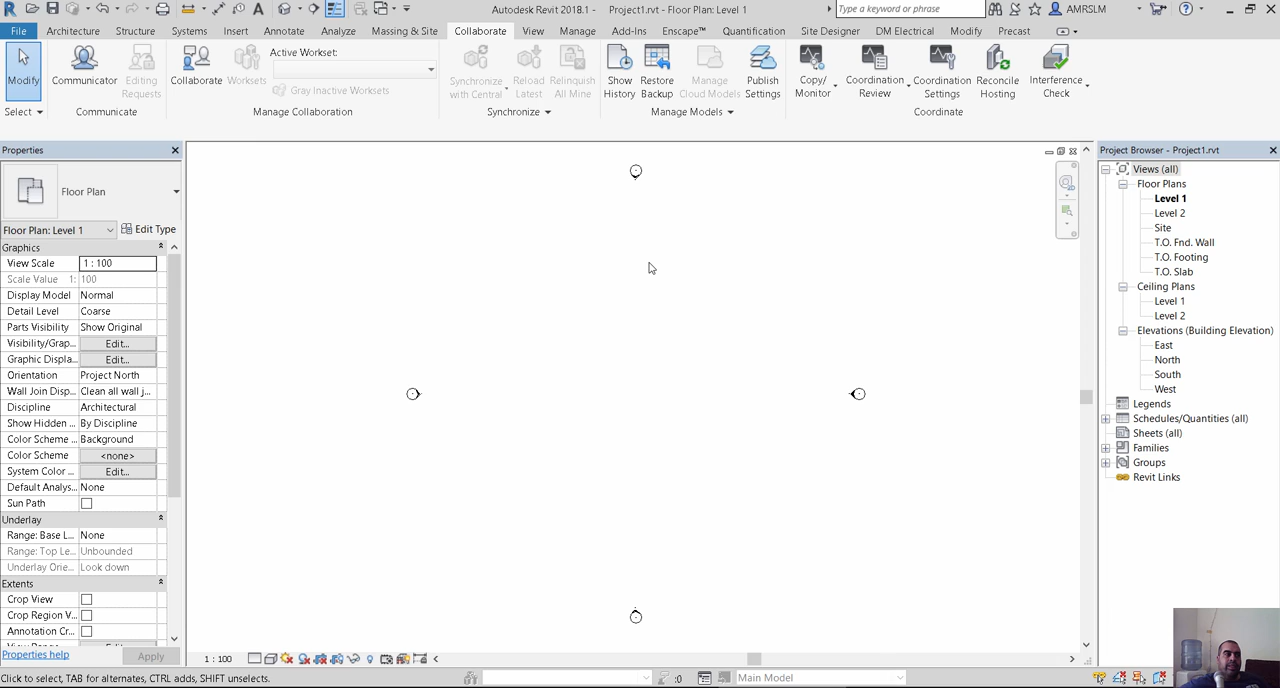 Autodesk Revit 2018.1 - Project1.rvt - Floor Plan: Level 1
Type a keyword or phrase
AMRSLM
File Architecture Structure Systems Insert Annotate Analyze Massing & Site Collaborate View Manage Add-Ins Enscape™ Quantification Site Designer DM Electrical Modify Precast
Modify
Select
Communicator
Editing Requests
Communicate
Collaborate
Worksets
Active Workset:
Gray Inactive Worksets
Manage Collaboration
Synchronize with Central
Reload Latest
Relinquish All Mine
Synchronize
Show History
Restore Backup
Manage Cloud Models
Publish Settings
Manage Models
Copy/ Monitor
Coordination Review
Coordination Settings
Reconcile Hosting
Interference Check
Coordinate
Properties
Floor Plan
Floor Plan: Level 1
Edit Type
Graphics
View Scale 1 : 100
Scale Value 1: 100
Display Model Normal
Detail Level Coarse
Parts Visibility Show Original
Visibility/Grap... Edit...
Graphic Displa... Edit...
Orientation Project North
Wall Join Disp... Clean all wall j...
Discipline Architectural
Show Hidden ... By Discipline
Color Scheme ... Background
Color Scheme <none>
System Color ... Edit...
Default Analys... None
Sun Path
Underlay
Range: Base L... None
Range: Top Le... Unbounded
Underlay Orie... Look down
Extents
Crop View
Crop Region V...
Annotation Cr...
Properties help
Apply
2D
Project Browser - Project1.rvt
Views (all)
Floor Plans
Level 1
Level 2
Site
T.O. Fnd. Wall
T.O. Footing
T.O. Slab
Ceiling Plans
Level 1
Level 2
Elevations (Building Elevation)
East
North
South
West
Legends
Schedules/Quantities (all)
Sheets (all)
Families
Groups
Revit Links
1 : 100
Click to select, TAB for alternates, CTRL adds, SHIFT unselects.
:0
Main Model